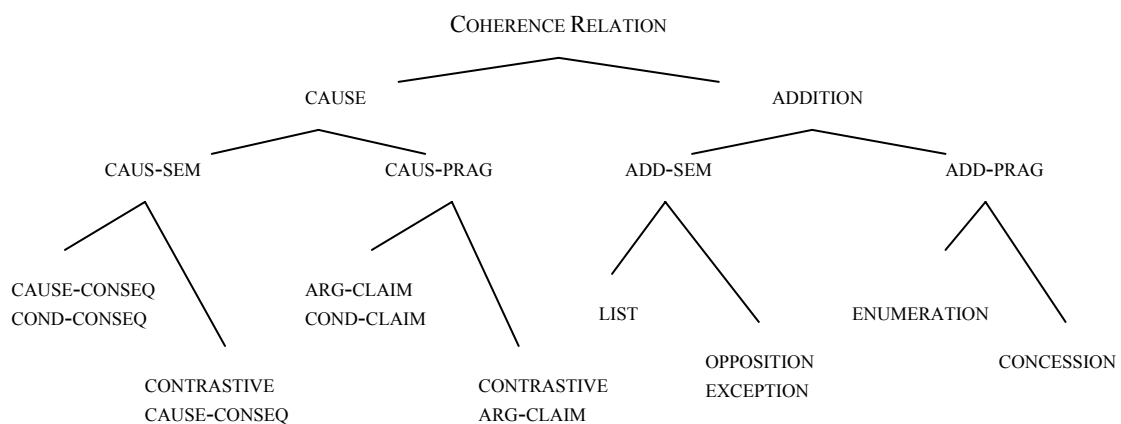 COHERENCE RELATION
CAUSE
ADDITION
CAUS-SEM
CAUS-PRAG
ADD-SEM
ADD-PRAG
CAUSE-CONSEQ
COND-CONSEQ
ARG-CLAIM
COND-CLAIM
LIST
ENUMERATION
CONTRASTIVE
CAUSE-CONSEQ
CONTRASTIVE
ARG-CLAIM
OPPOSITION
EXCEPTION
CONCESSION